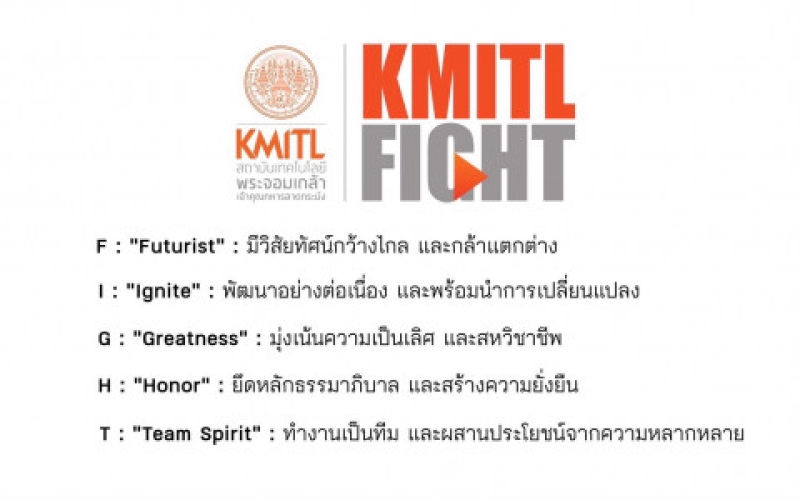 KMITL
สถาบันเทคโนโลยี
พระจอมเกล้า
เจ้าคุณทหารลาดกระบัง
KMITL
FIGHT
F : "Futurist" : มีวิสัยทัศน์กว้างไกล และกล้าแตกต่าง
I : "Ignite" : พัฒนาอย่างต่อเนื่อง และพร้อมนำการเปลี่ยนแปลง
G : "Greatness" : มุ่งเน้นความเป็นเลิศ และสหวิชาชีพ
H : "Honor" : ยึดหลักธรรมาภิบาล และสร้างความยั่งยืน
T : "Team Spirit" : ทำงานเป็นทีม และผสานประโยชน์จากความหลากหลาย